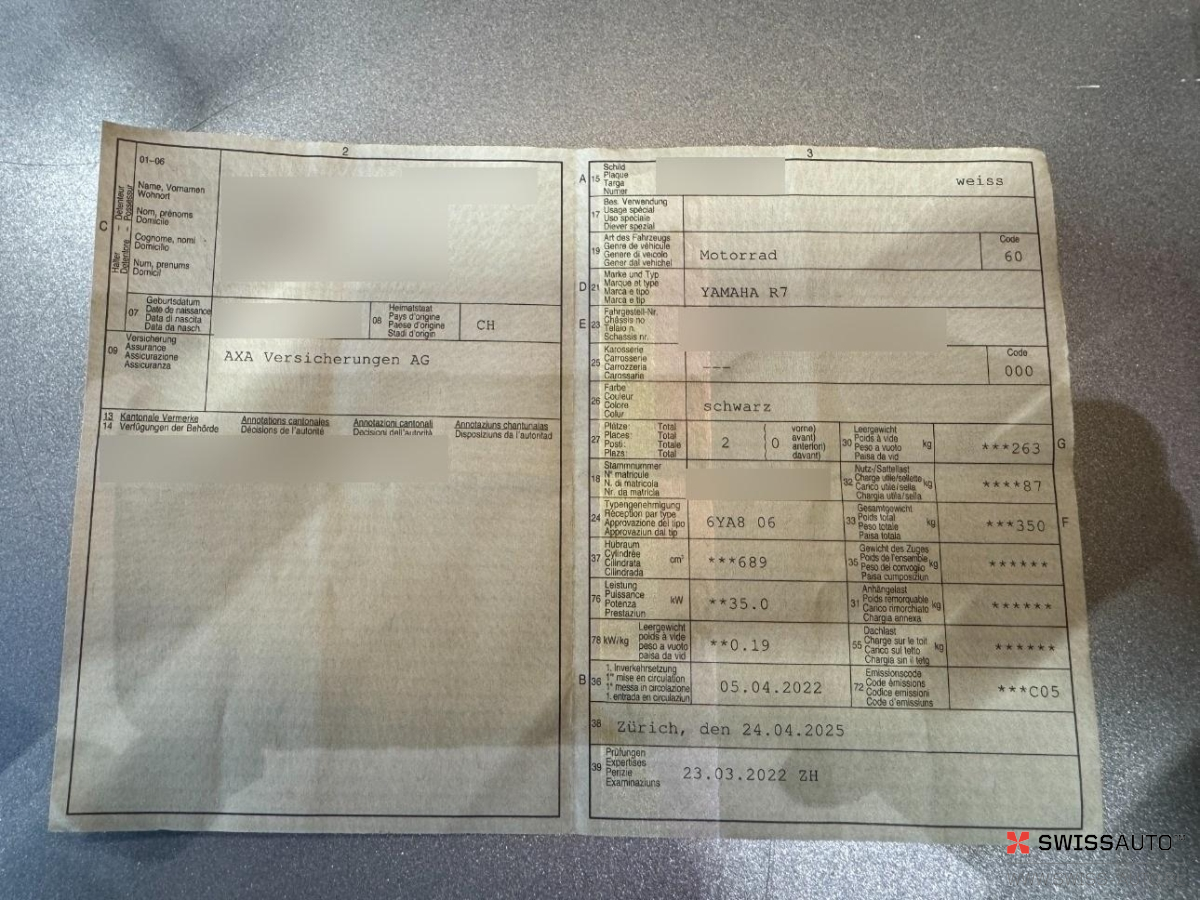 2
01–06
C
Halter – Detenteur –
Detentore – Possessur
Name, Vornamen
Wohnort
Nom, prénoms
Domicile
Cognome, nomi
Domicilio
Num, prenums
Domicil
07
Geburtsdatum
Date de naissance
Data di nascita
Data da nasch.
08
Heimatstaat
Pays d'origine
Paese d'origine
Stadi d'origin
CH
09
Versicherung
Assurance
Assicurazione
Assicuranza
AXA Versicherungen AG
13 Kantonale Vermerke Annotations cantonales Annotazioni cantonali Annotaziuns chantunalas
14 Verfügungen der Behörde Décisions de l'autorité Decisioni dell'autorità Disposiziuns da l'autoritad
3
A 15
Schild
Plaque
Targa
Numer
weiss
17
Bes. Verwendung
Usage spécial
Uso speciale
Diever spezial
19
Art des Fahrzeugs
Genre de véhicule
Genere di veicolo
Gener dal vehichel
Motorrad
Code
60
D 21
Marke und Typ
Marque et type
Marca e tipo
Marca e tip
YAMAHA R7
E 23
Fahrgestell-Nr.
Châssis no
Telaio n.
Schassis nr.
25
Karosserie
Carrosserie
Carrozzeria
Carossaria
---
Code
000
26
Farbe
Couleur
Colore
Colur
schwarz
27
Plätze: Total
Places: Total
Posti: Totale
Plazs: Total
2
0
vorne)
avant)
anteriori)
davant)
30
Leergewicht
Poids à vide
Peso a vuoto
Paisa da vid
kg
***263
G
18
Stammnummer
N° matricule
N. di matricola
Nr. da matricla
32
Nutz-/Sattellast
Charge utile/sellette
Carico utile/sella
Chargia utila/sella
kg
****87
24
Typengenehmigung
Réception par type
Approvazione del tipo
Approvaziun dal tip
6YA8 06
33
Gesamtgewicht
Poids total
Peso totale
Paisa totala
kg
***350
F
37
Hubraum
Cylindrée
Cilindrata
Cilindrada
cm³
***689
35
Gewicht des Zuges
Poids de l'ensemble
Peso del convoglio
Paisa cumposiziun
kg
******
76
Leistung
Puissance
Potenza
Prestaziun
kW
**35.0
31
Anhängelast
Poids remorquable
Carico rimorchiato
Chargia annexa
kg
******
78 kW/kg
Leergewicht
poids à vide
peso a vuoto
paisa da vid
**0.19
55
Dachlast
Charge sur le toit
Carico sul tetto
Chargia sin il tetg
kg
******
B 36
1. Inverkehrsetzung
1re mise en circulation
1a messa in circolazione
1. entrada en circulaziun
05.04.2022
72
Emissionscode
Code émissions
Codice emissioni
Code d'emissiuns
***C05
38
Zürich, den 24.04.2025
39
Prüfungen
Expertises
Perizie
Examinaziuns
23.03.2022 ZH
SWISSAUTO